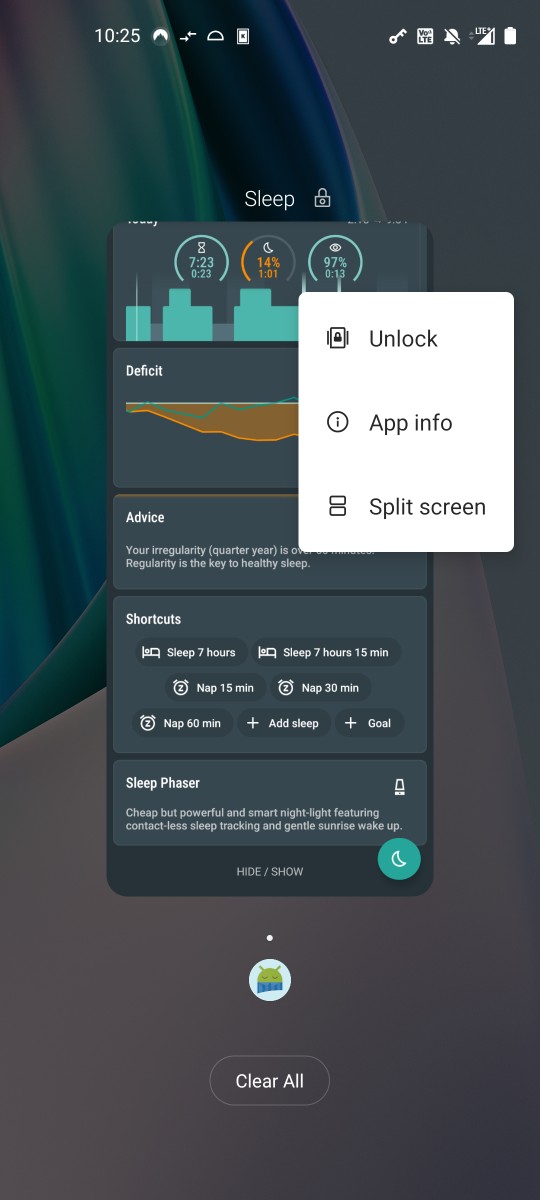 10:25
Vo LTE
LTE+
Sleep
Today
7:23
0:23
14%
1:01
97%
0:13
Deficit
Advice
Your irregularity (quarter year) is over minutes.
Regularity is the key to healthy sleep.
Unlock
App info
Split screen
Shortcuts
Sleep 7 hours
Sleep 7 hours 15 min
Nap 15 min
Nap 30 min
Nap 60 min
Add sleep
Goal
Sleep Phaser
Cheap but powerful and smart night-light featuring
contact-less sleep tracking and gentle sunrise wake up.
HIDE / SHOW
Clear All